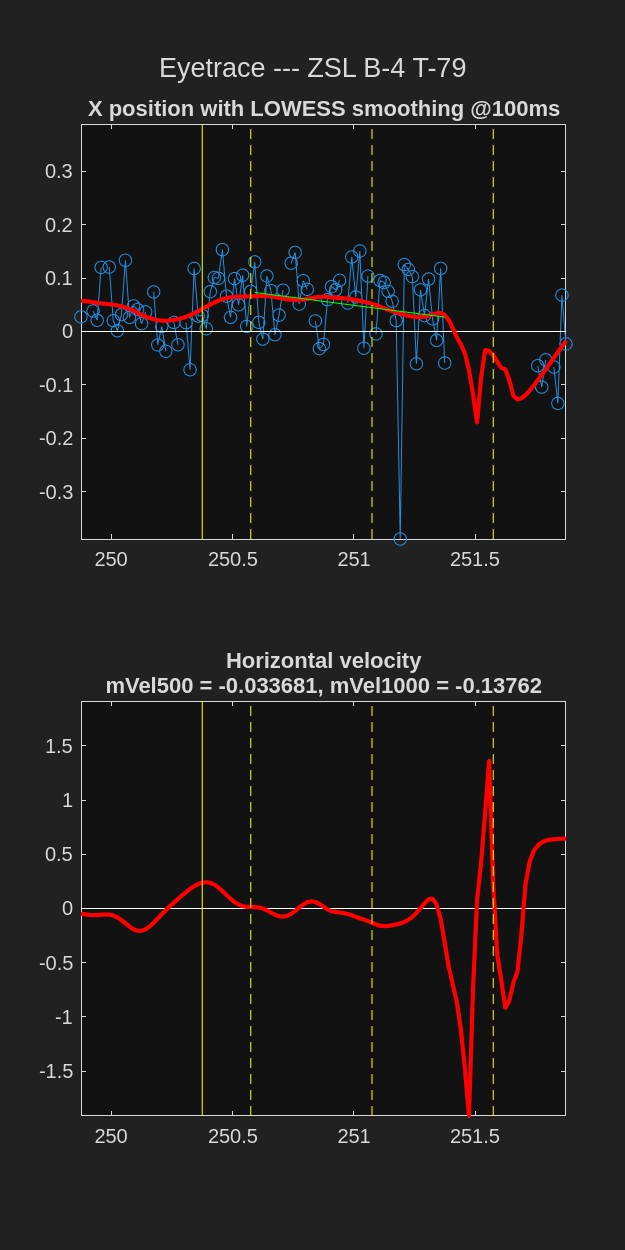 Eyetrace --- ZSL B-4 T-79
X position with LOWESS smoothing @100ms
0.3
0.2
0.1
0
-0.1
-0.2
-0.3
250 250.5 251 251.5
Horizontal velocity
mVel500 = -0.033681, mVel1000 = -0.13762
1.5
1
0.5
0
-0.5
-1
-1.5
250 250.5 251 251.5